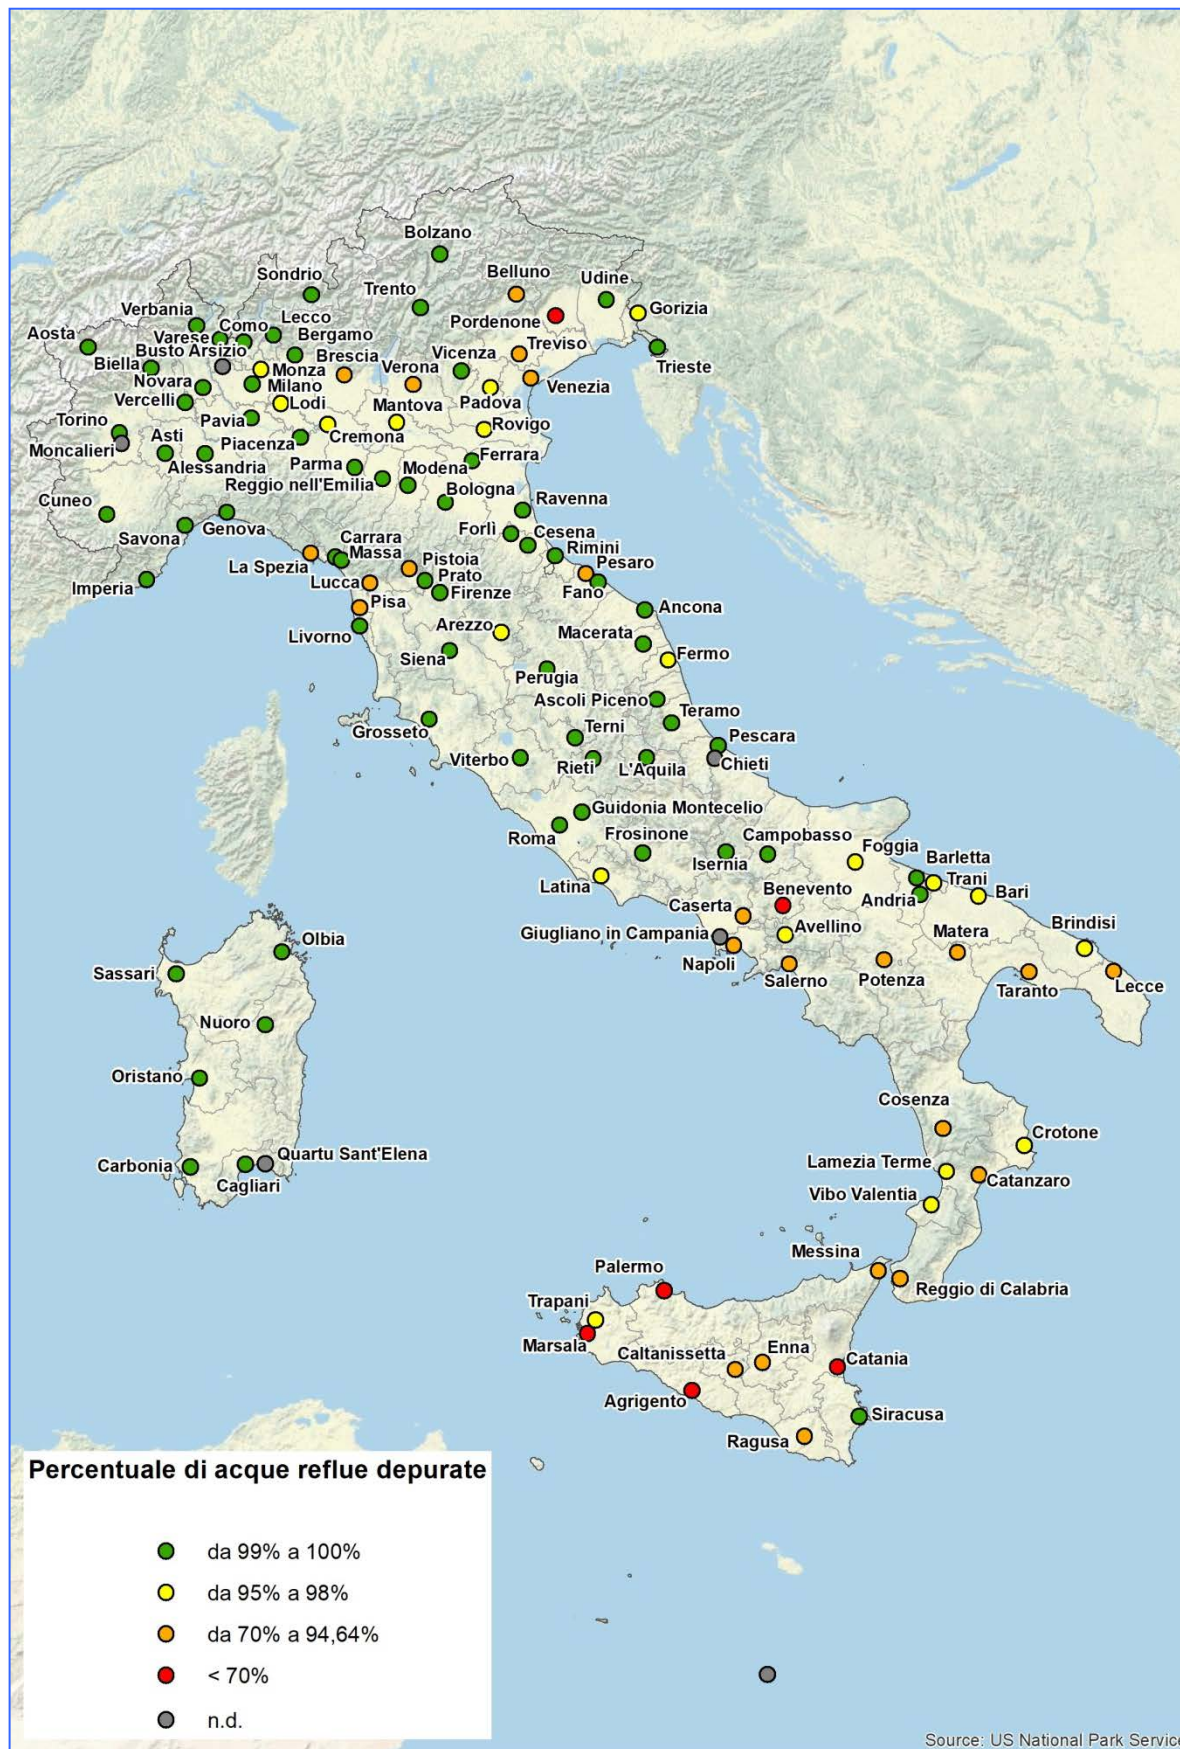 Bolzano
Sondrio
Belluno
Udine
Trento
Verbania
Lecco
Gorizia
Como
Pordenone
Aosta
Varese
Bergamo
Treviso
Busto Arsizio
Brescia
Verona
Vicenza
Trieste
Biella
Monza
Novara
Milano
Venezia
Vercelli
Lodi
Mantova
Padova
Torino
Pavia
Rovigo
Asti
Piacenza
Cremona
Moncalieri
Ferrara
Alessandria
Parma
Modena
Reggio nell'Emilia
Bologna
Cuneo
Ravenna
Genova
Forlì
Cesena
Savona
Carrara
Massa
Rimini
La Spezia
Pistoia
Pesaro
Imperia
Lucca
Prato
Fano
Firenze
Pisa
Ancona
Arezzo
Livorno
Macerata
Siena
Fermo
Perugia
Ascoli Piceno
Teramo
Grosseto
Terni
Pescara
Viterbo
Rieti
L'Aquila
Chieti
Guidonia Montecelio
Roma
Frosinone
Campobasso
Foggia
Isernia
Barletta
Latina
Trani
Benevento
Bari
Andria
Caserta
Brindisi
Giugliano in Campania
Avellino
Matera
Olbia
Napoli
Sassari
Salerno
Potenza
Taranto
Lecce
Nuoro
Oristano
Cosenza
Crotone
Quartu Sant'Elena
Carbonia
Lamezia Terme
Cagliari
Catanzaro
Vibo Valentia
Messina
Palermo
Reggio di Calabria
Trapani
Marsala
Enna
Caltanissetta
Catania
Agrigento
Siracusa
Ragusa
Percentuale di acque reflue depurate
da 99% a 100%
da 95% a 98%
da 70% a 94,64%
< 70%
n.d.
Source: US National Park Service